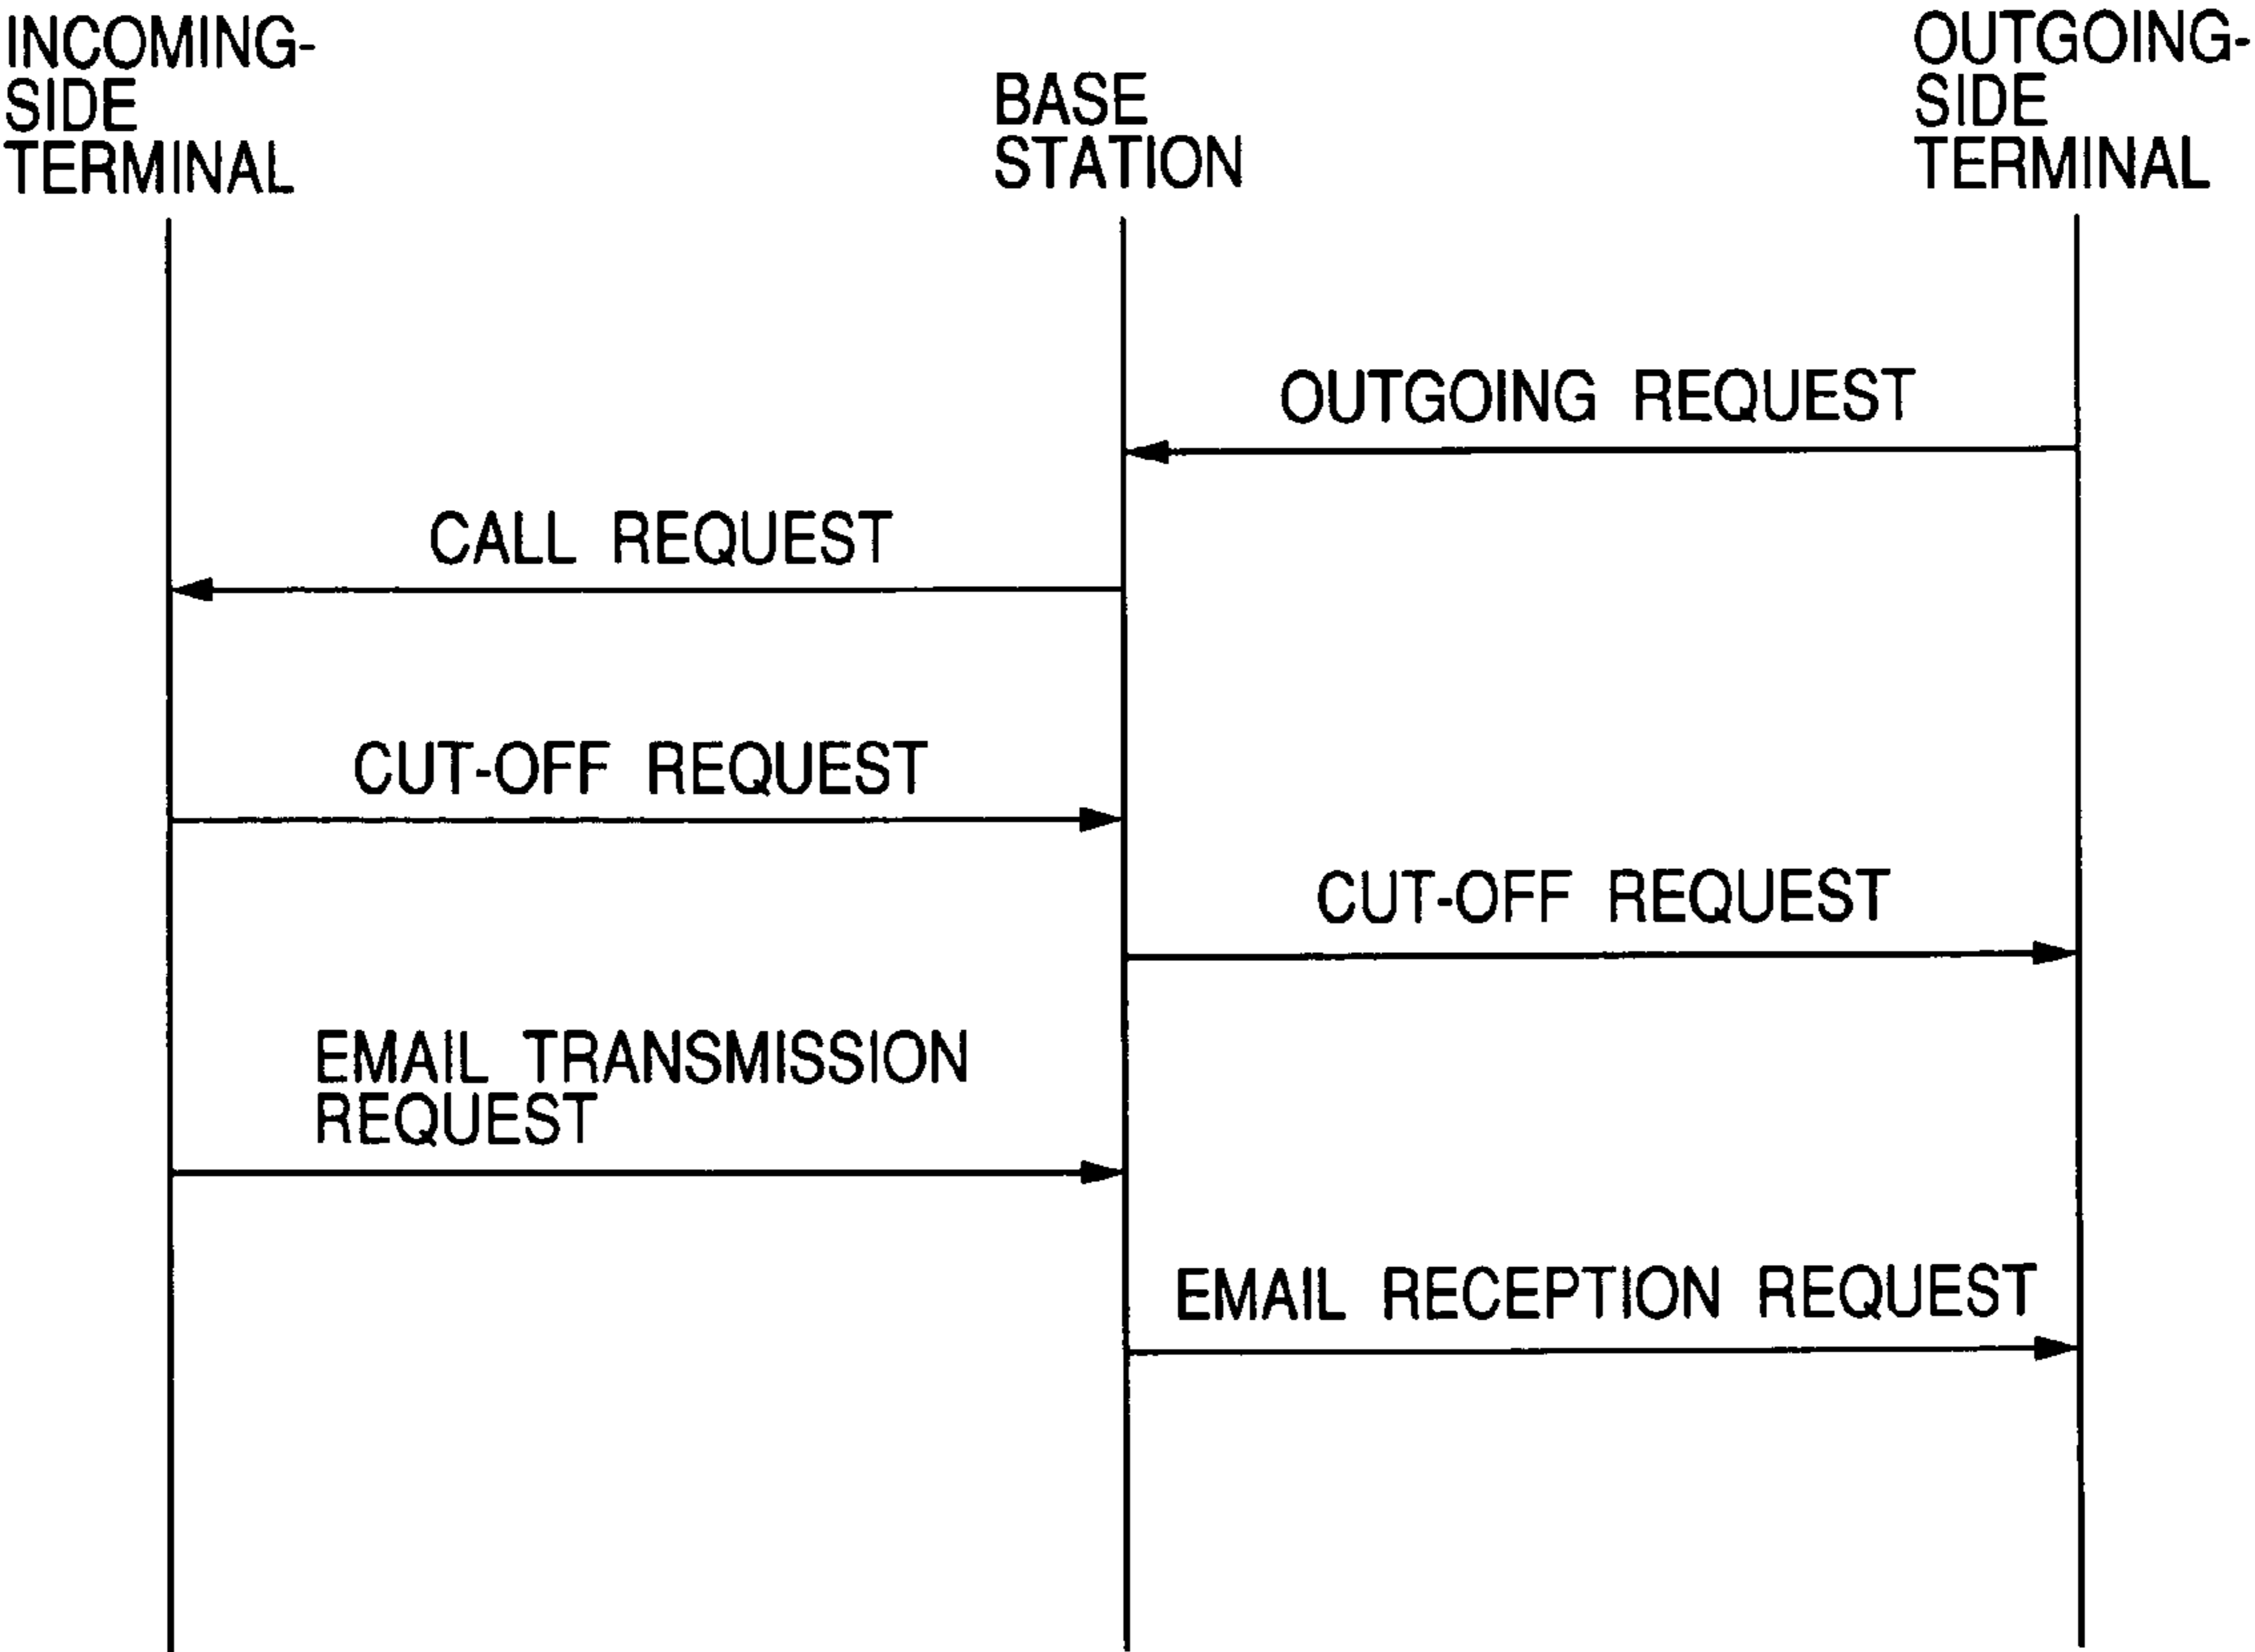 INCOMING-
SIDE
TERMINAL
BASE
STATION
OUTGOING-
SIDE
TERMINAL
OUTGOING REQUEST
CALL REQUEST
CUT-OFF REQUEST
CUT-OFF REQUEST
EMAIL TRANSMISSION
REQUEST
EMAIL RECEPTION REQUEST